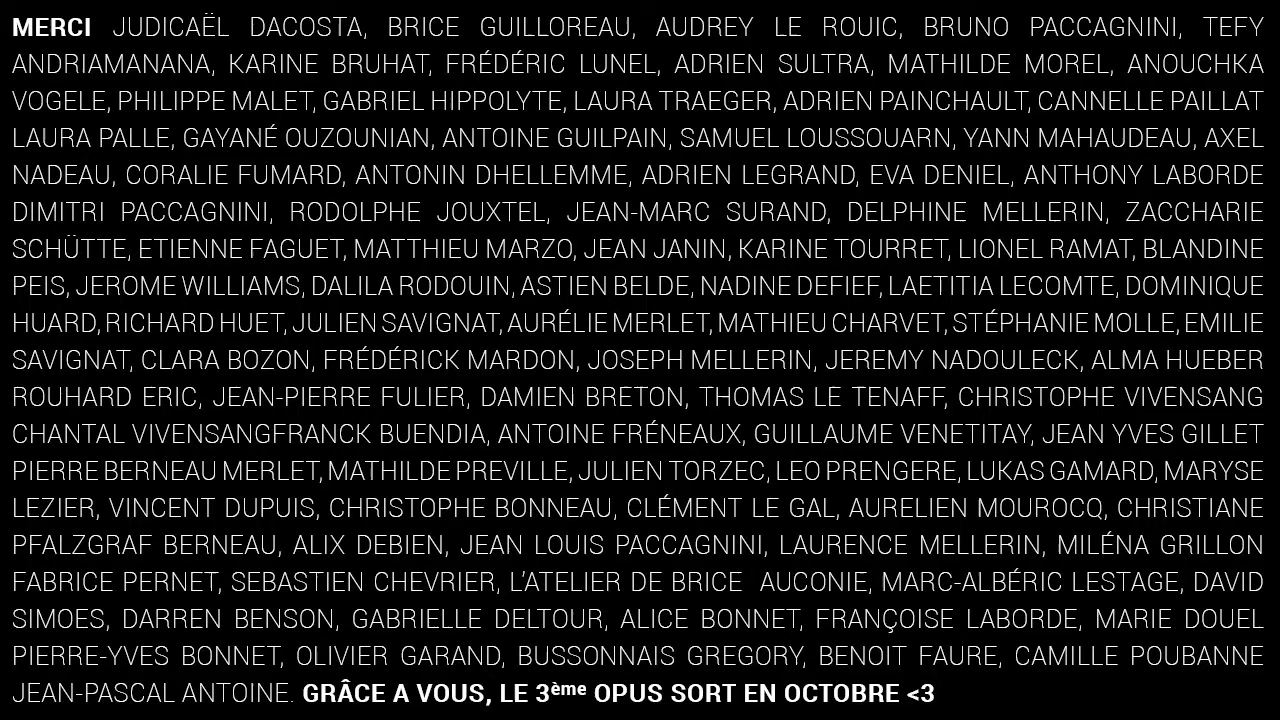 MERCI JUDICAËL DACOSTA, BRICE GUILLOREAU, AUDREY LE ROUIC, BRUNO PACCAGNINI, TEFY
ANDRIAMANANA, KARINE BRUHAT, FRÉDÉRIC LUNEL, ADRIEN SULTRA, MATHILDE MOREL, ANOUCHKA
VOGELE, PHILIPPE MALET, GABRIEL HIPPOLYTE, LAURA TRAEGER, ADRIEN PAINCHAULT, CANNELLE PAILLAT
LAURA PALLE, GAYANÉ OUZOUNIAN, ANTOINE GUILPAIN, SAMUEL LOUSSOUARN, YANN MAHAUDEAU, AXEL
NADEAU, CORALIE FUMARD, ANTONIN DHELLEMME, ADRIEN LEGRAND, EVA DENIEL, ANTHONY LABORDE
DIMITRI PACCAGNINI, RODOLPHE JOUXTEL, JEAN-MARC SURAND, DELPHINE MELLERIN, ZACCHARIE
SCHÜTTE, ETIENNE FAGUET, MATTHIEU MARZO, JEAN JANIN, KARINE TOURRET, LIONEL RAMAT, BLANDINE
PEIS, JEROME WILLIAMS, DALILA RODOUIN, ASTIEN BELDE, NADINE DEFIEF, LAETITIA LECOMTE, DOMINIQUE
HUARD, RICHARD HUET, JULIEN SAVIGNAT, AURÉLIE MERLET, MATHIEU CHARVET, STÉPHANIE MOLLE, EMILIE
SAVIGNAT, CLARA BOZON, FRÉDÉRICK MARDON, JOSEPH MELLERIN, JEREMY NADOULECK, ALMA HUEBER
ROUHARD ERIC, JEAN-PIERRE FULIER, DAMIEN BRETON, THOMAS LE TENAFF, CHRISTOPHE VIVENSANG
CHANTAL VIVENSANGFRANCK BUENDIA, ANTOINE FRÉNEAUX, GUILLAUME VENETITAY, JEAN YVES GILLET
PIERRE BERNEAU MERLET, MATHILDE PREVILLE, JULIEN TORZEC, LEO PRENGERE, LUKAS GAMARD, MARYSE
LEZIER, VINCENT DUPUIS, CHRISTOPHE BONNEAU, CLÉMENT LE GAL, AURELIEN MOUROCQ, CHRISTIANE
PFALZGRAF BERNEAU, ALIX DEBIEN, JEAN LOUIS PACCAGNINI, LAURENCE MELLERIN, MILÉNA GRILLON
FABRICE PERNET, SEBASTIEN CHEVRIER, L’ATELIER DE BRICE AUCONIE, MARC-ALBÉRIC LESTAGE, DAVID
SIMOES, DARREN BENSON, GABRIELLE DELTOUR, ALICE BONNET, FRANÇOISE LABORDE, MARIE DOUEL
PIERRE-YVES BONNET, OLIVIER GARAND, BUSSONNAIS GREGORY, BENOIT FAURE, CAMILLE POUBANNE
JEAN-PASCAL ANTOINE. GRÂCE A VOUS, LE 3ème OPUS SORT EN OCTOBRE <3